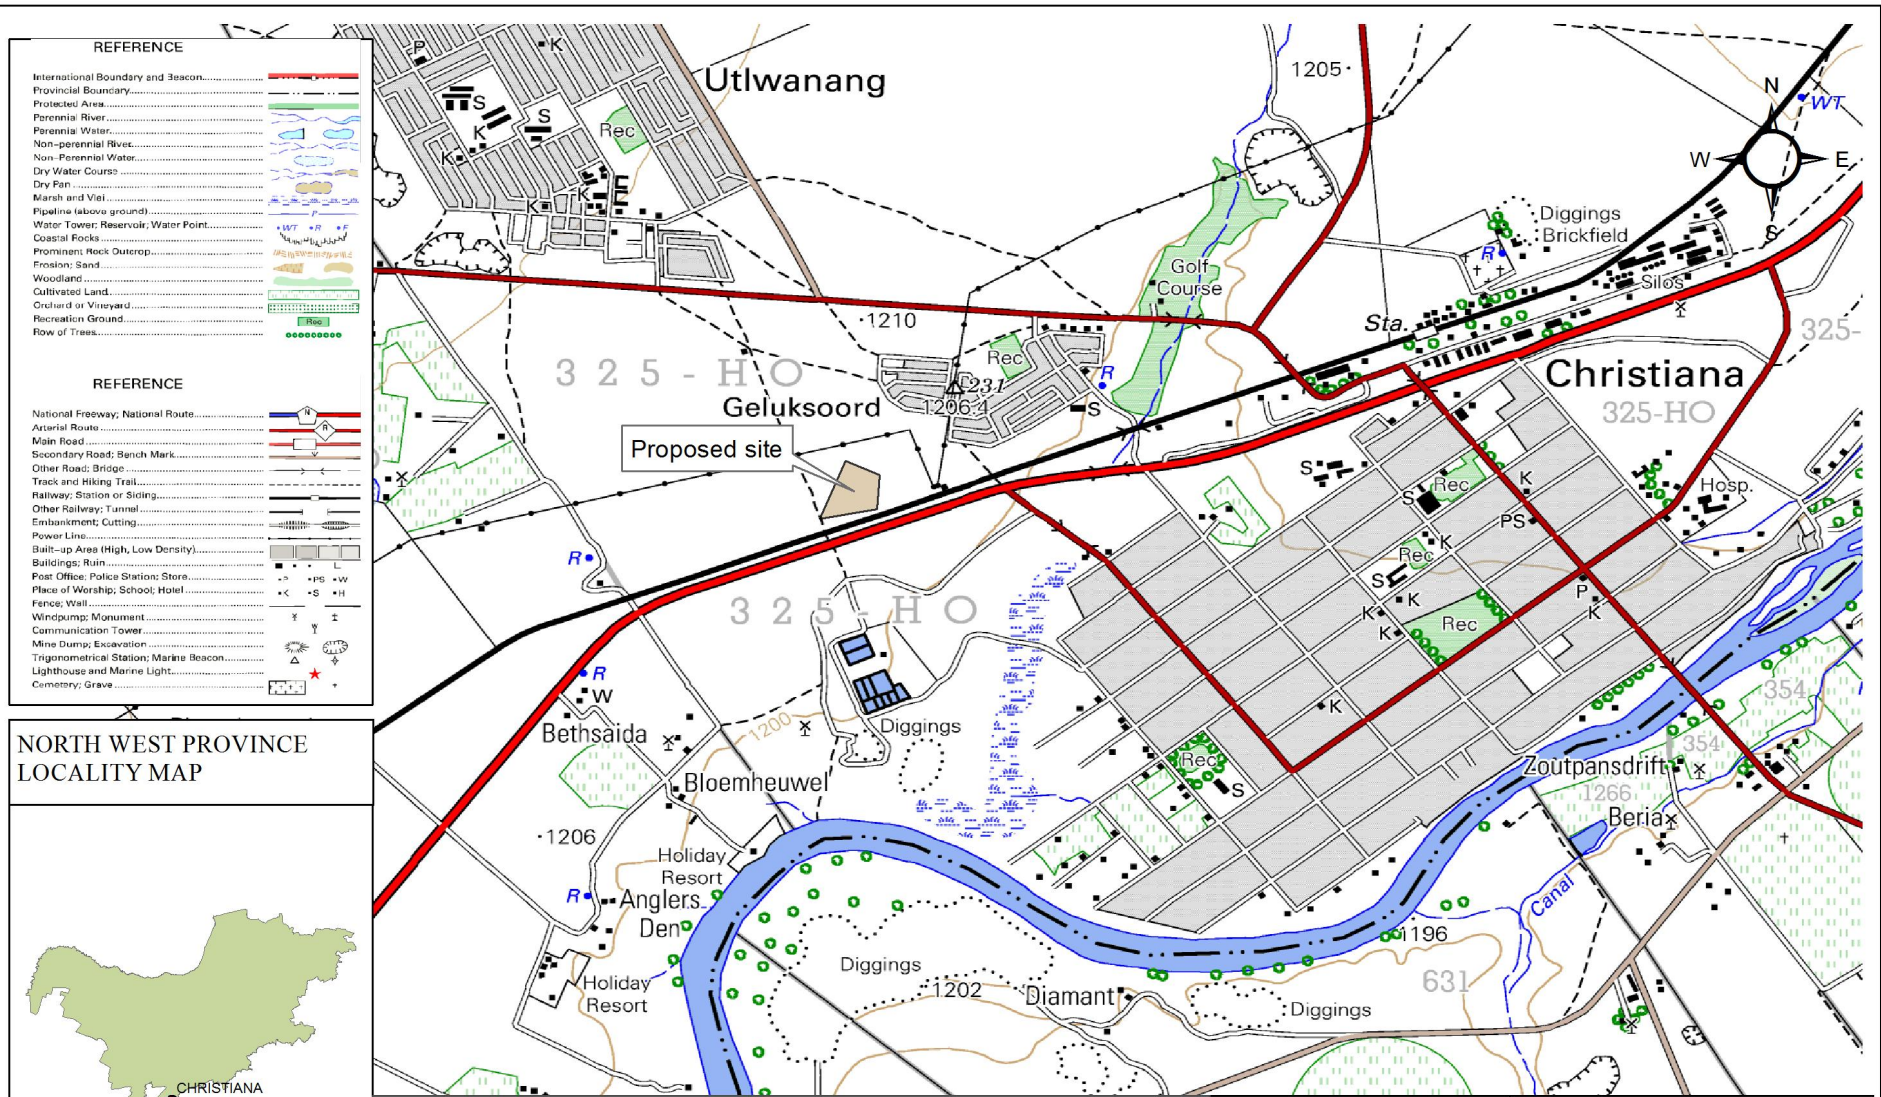 REFERENCE
International Boundary and Beacon
Provincial Boundary
Protected Area
Perennial River
Perennial Water
Non-perennial River
Non-Perennial Water
Dry Water Course
Dry Pan
Marsh and Vlei
Pipeline (above ground)
P
Water Tower; Reservoir; Water Point
WT R F
Coastal Rocks
Prominent Rock Outcrop
Erosion; Sand
Woodland
Cultivated Land
Orchard or Vineyard
Recreation Ground
Rec
Row of Trees
REFERENCE
National Freeway; National Route
N
Arterial Route
R
Main Road
Secondary Road; Bench Mark
Other Road; Bridge
Track and Hiking Trail
Railway; Station or Siding
Other Railway; Tunnel
Embankment; Cutting
Power Line
Built-up Area (High, Low Density)
Buildings; Ruin
Post Office; Police Station; Store
P PS W
Place of Worship; School; Hotel
K S H
Fence; Wall
Windpump; Monument
Communication Tower
Mine Dump; Excavation
Trigonometrical Station; Marine Beacon
Lighthouse and Marine Light
Cemetery; Grave
NORTH WEST PROVINCE
LOCALITY MAP
CHRISTIANA
P
K
Utlwanang
1205
N
WT
S
S
K
Rec
K
W
E
K
K
Diggings
Brickfield
S
R
Golf
Course
Silos
1210
Sta.
325-
325-HO
Rec
231
R
Christiana
Geluksoord
1206.4
S
325-HO
Proposed site
S
Rec
K
Hosp.
S
PS
R
K
Rec
S
P
325-HO
K
K
K
Rec
K
R
W
354
K
Bethsaida
1200
Diggings
354
Rec
Zoutpansdrift
Bloemheuwel
S
1266
Beria
1206
Holiday
Resort
R
Anglers
Den
Canal
1196
Diggings
631
Holiday
Resort
1202
Diamant
Diggings